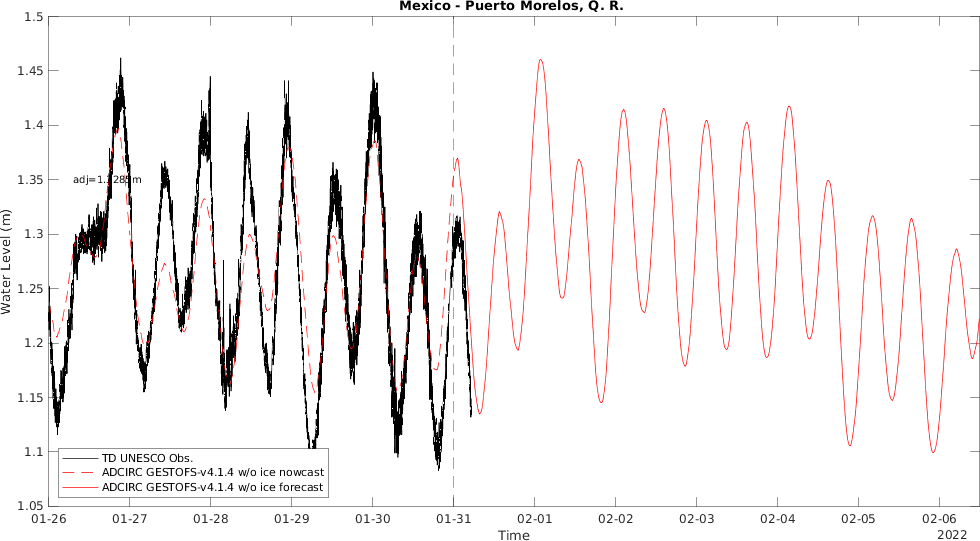 Mexico - Puerto Morelos, Q. R.
1.5
1.45
1.4
1.35
1.3
1.25
1.2
1.15
1.1
1.05
Water Level (m)
TD UNESCO Obs.
ADCIRC GESTOFS-v4.1.4 w/o ice nowcast
ADCIRC GESTOFS-v4.1.4 w/o ice forecast
01-26 01-27 01-28 01-29 01-30 01-31 02-01 02-02 02-03 02-04 02-05 02-06
Time
2022